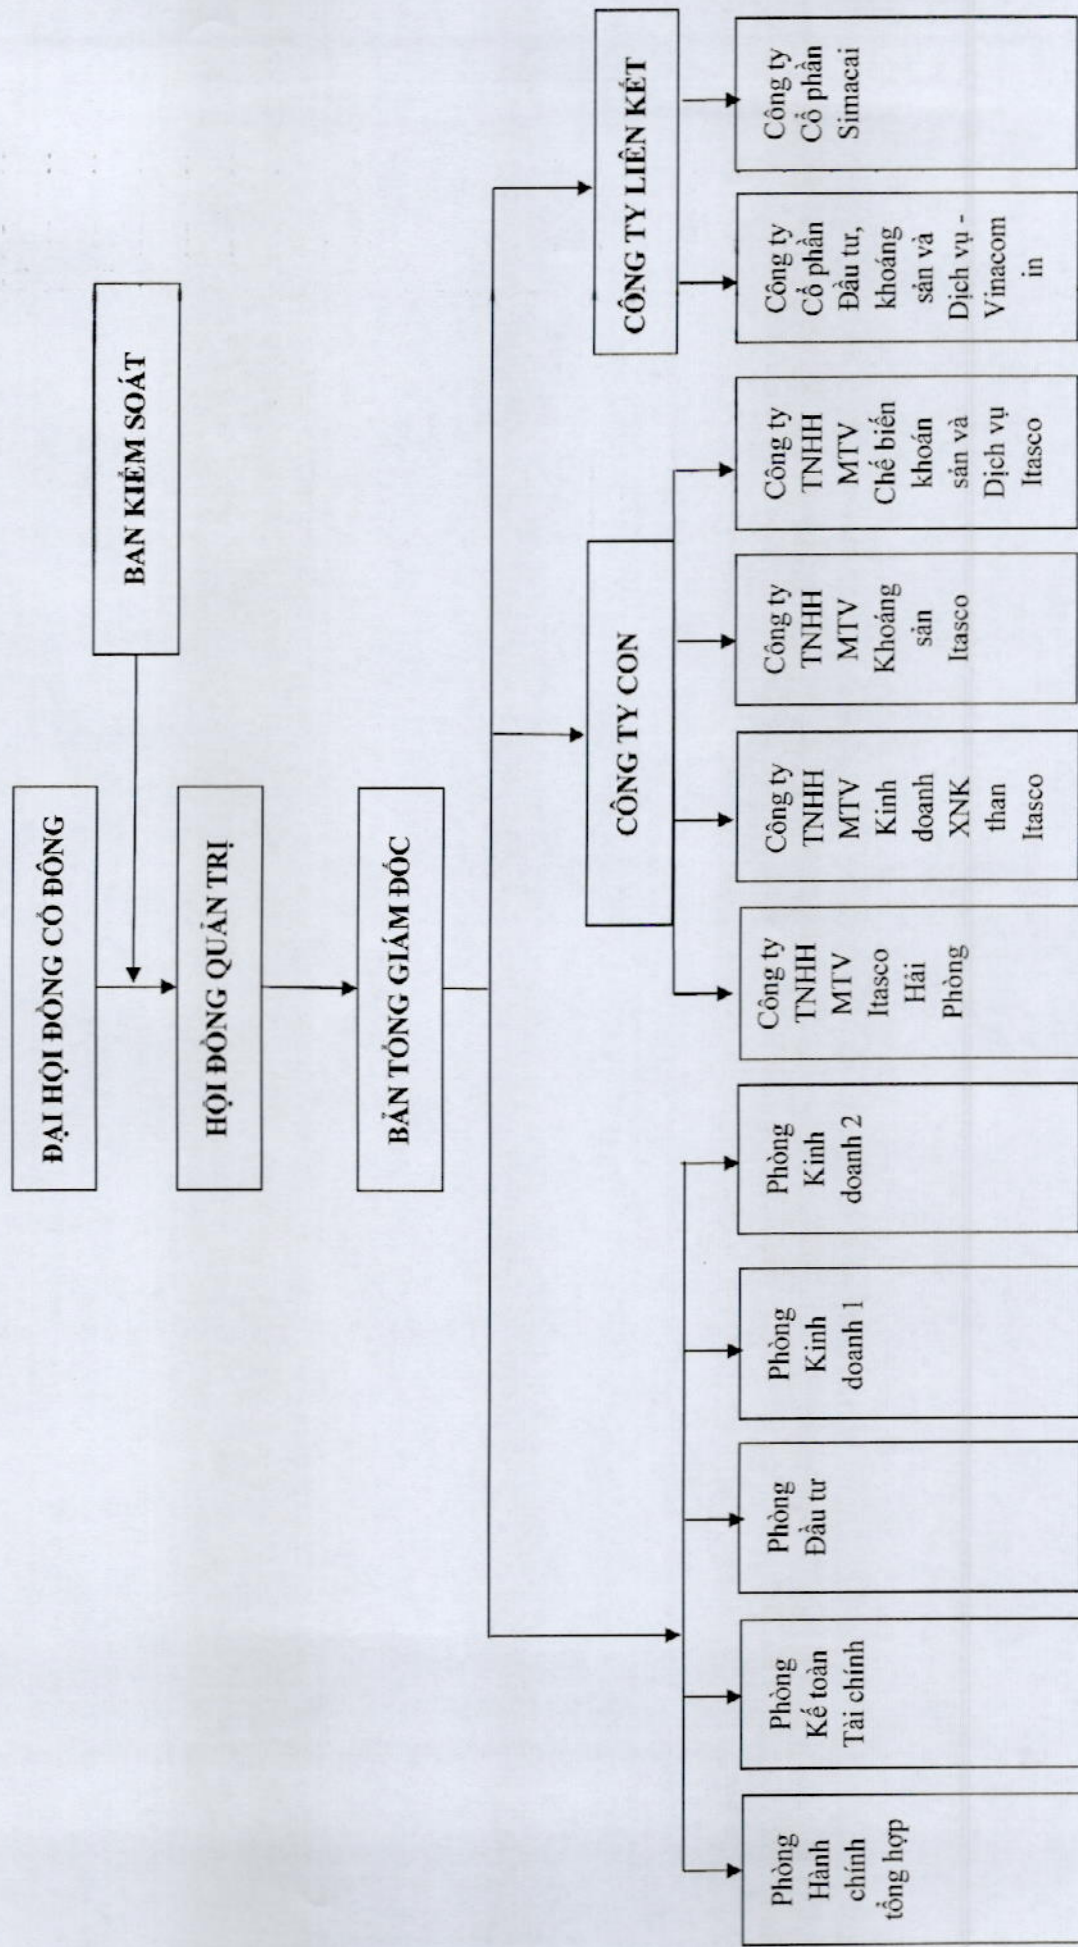 ĐẠI HỘI ĐỒNG CỔ ĐÔNG
BAN KIỂM SOÁT
HỘI ĐỒNG QUẢN TRỊ
BẢN TỔNG GIÁM ĐỐC
CÔNG TY CON
CÔNG TY LIÊN KẾT
Phòng
Hành
chính
tổng hợp
Phòng
Kế toàn
Tài chính
Phòng
Đầu tư
Phòng
Kinh
doanh 1
Phòng
Kinh
doanh 2
Công ty
TNHH
MTV
Itasco
Hải
Phòng
Công ty
TNHH
MTV
Kinh
doanh
XNK
than
Itasco
Công ty
TNHH
MTV
Khoáng
sản
Itasco
Công ty
TNHH
MTV
Chế biến
khoán
sản và
Dịch vụ
Itasco
Công ty
Cổ phần
Đầu tư,
khoáng
sản và
Dịch vụ -
Vinacom
in
Công ty
Cổ phần
Simacai